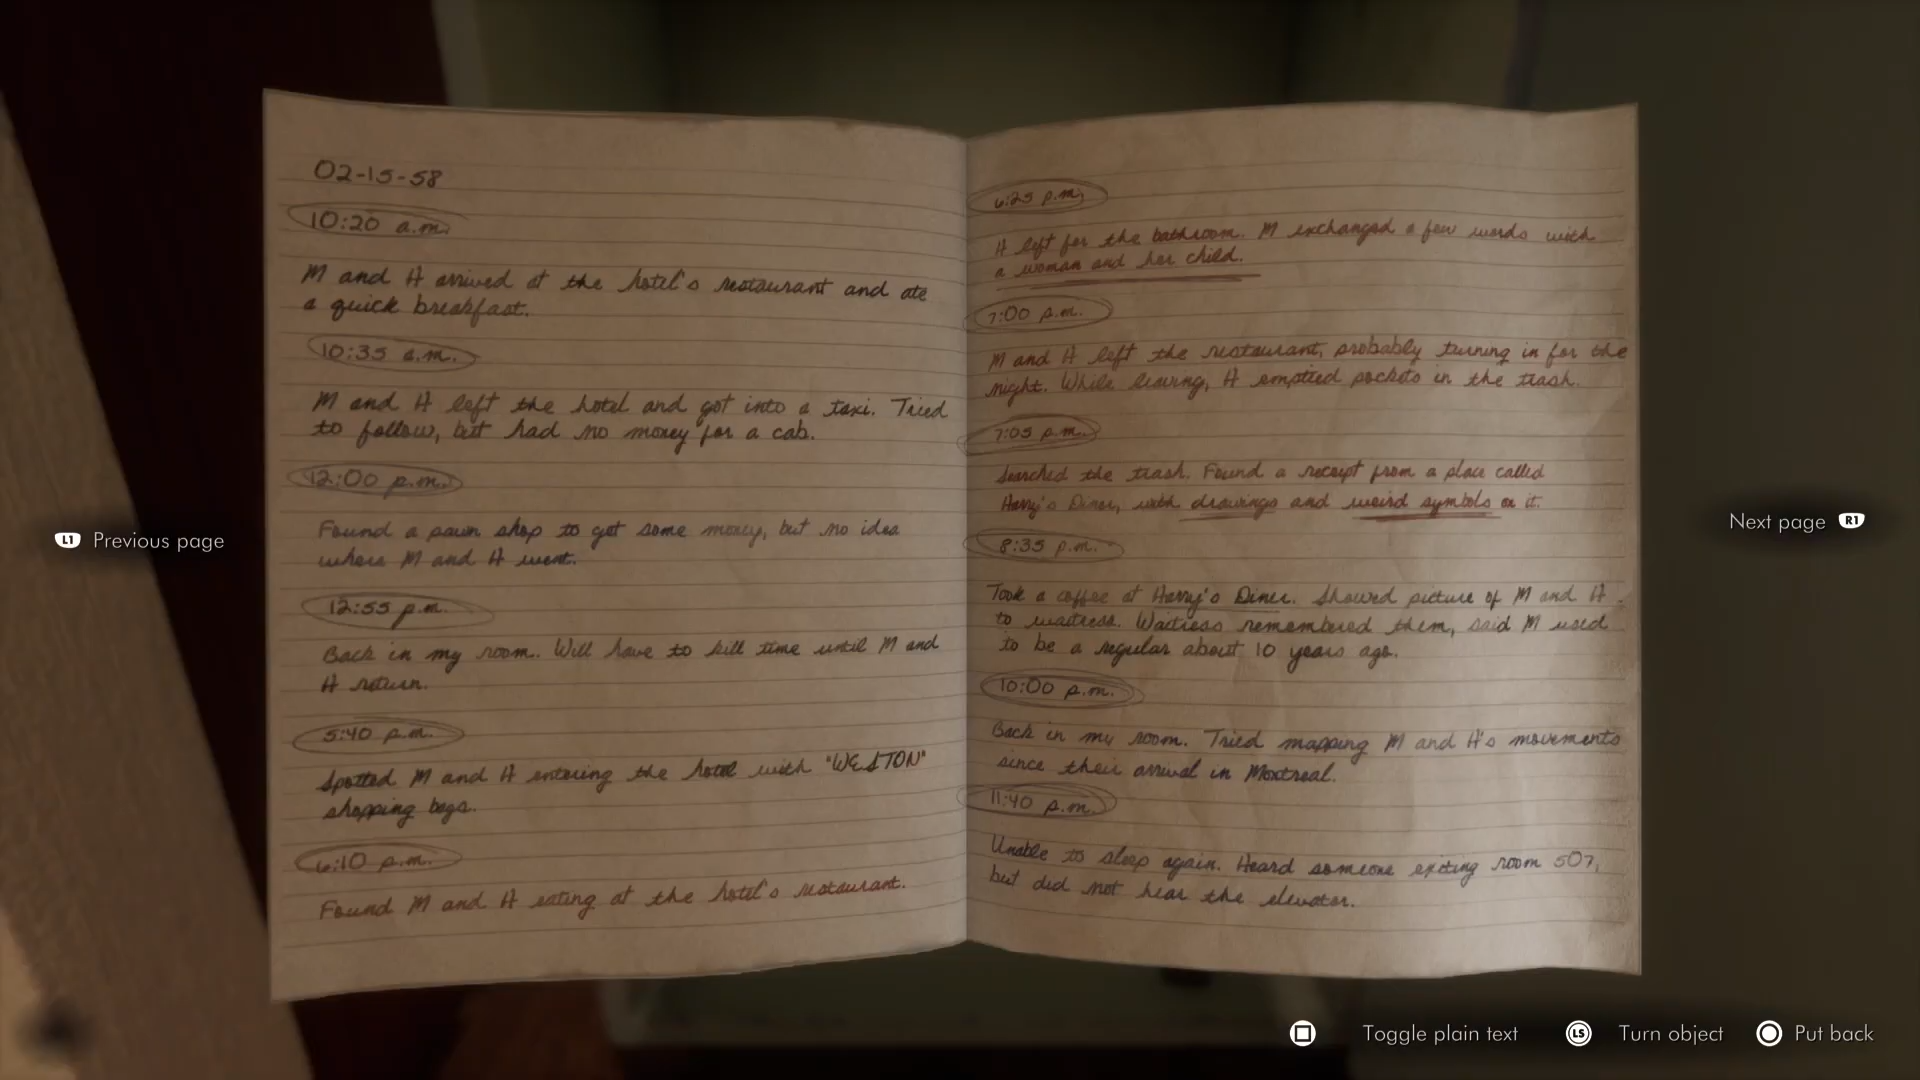 02-15-58
10:20 a.m.
M and H arrived at the hotel's restaurant and ate
a quick breakfast.
10:35 a.m.
M and H left the hotel and got into a taxi. Tried
to follow, but had no money for a cab.
12:00 p.m.
Found a pawn shop to get some money, but no idea
where M and H went.
12:55 p.m.
Back in my room. Will have to kill time until M and
H return.
5:40 p.m.
Spotted M and H entering the hotel with "WESTON"
shopping bags.
6:10 p.m.
Found M and H eating at the hotel's restaurant.
6:25 p.m.
H left for the bathroom. M exchanged a few words with
a woman and her child.
7:00 p.m.
M and H left the restaurant, probably turning in for the
night. While leaving, H emptied pockets in the trash.
7:05 p.m.
Searched the trash. Found a receipt from a place called
Harry's Diner, with drawings and weird symbols on it.
8:35 p.m.
Took a coffee at Harry's Diner. Showed picture of M and H
to waitress. Waitress remembered them, said M used
to be a regular about 10 years ago.
10:00 p.m.
Back in my room. Tried mapping M and H's movements
since their arrival in Montreal.
11:40 p.m.
Unable to sleep again. Heard someone exiting room 507,
but did not hear the elevator.
L1 Previous page
Next page R1
Toggle plain text
LS Turn object
Put back